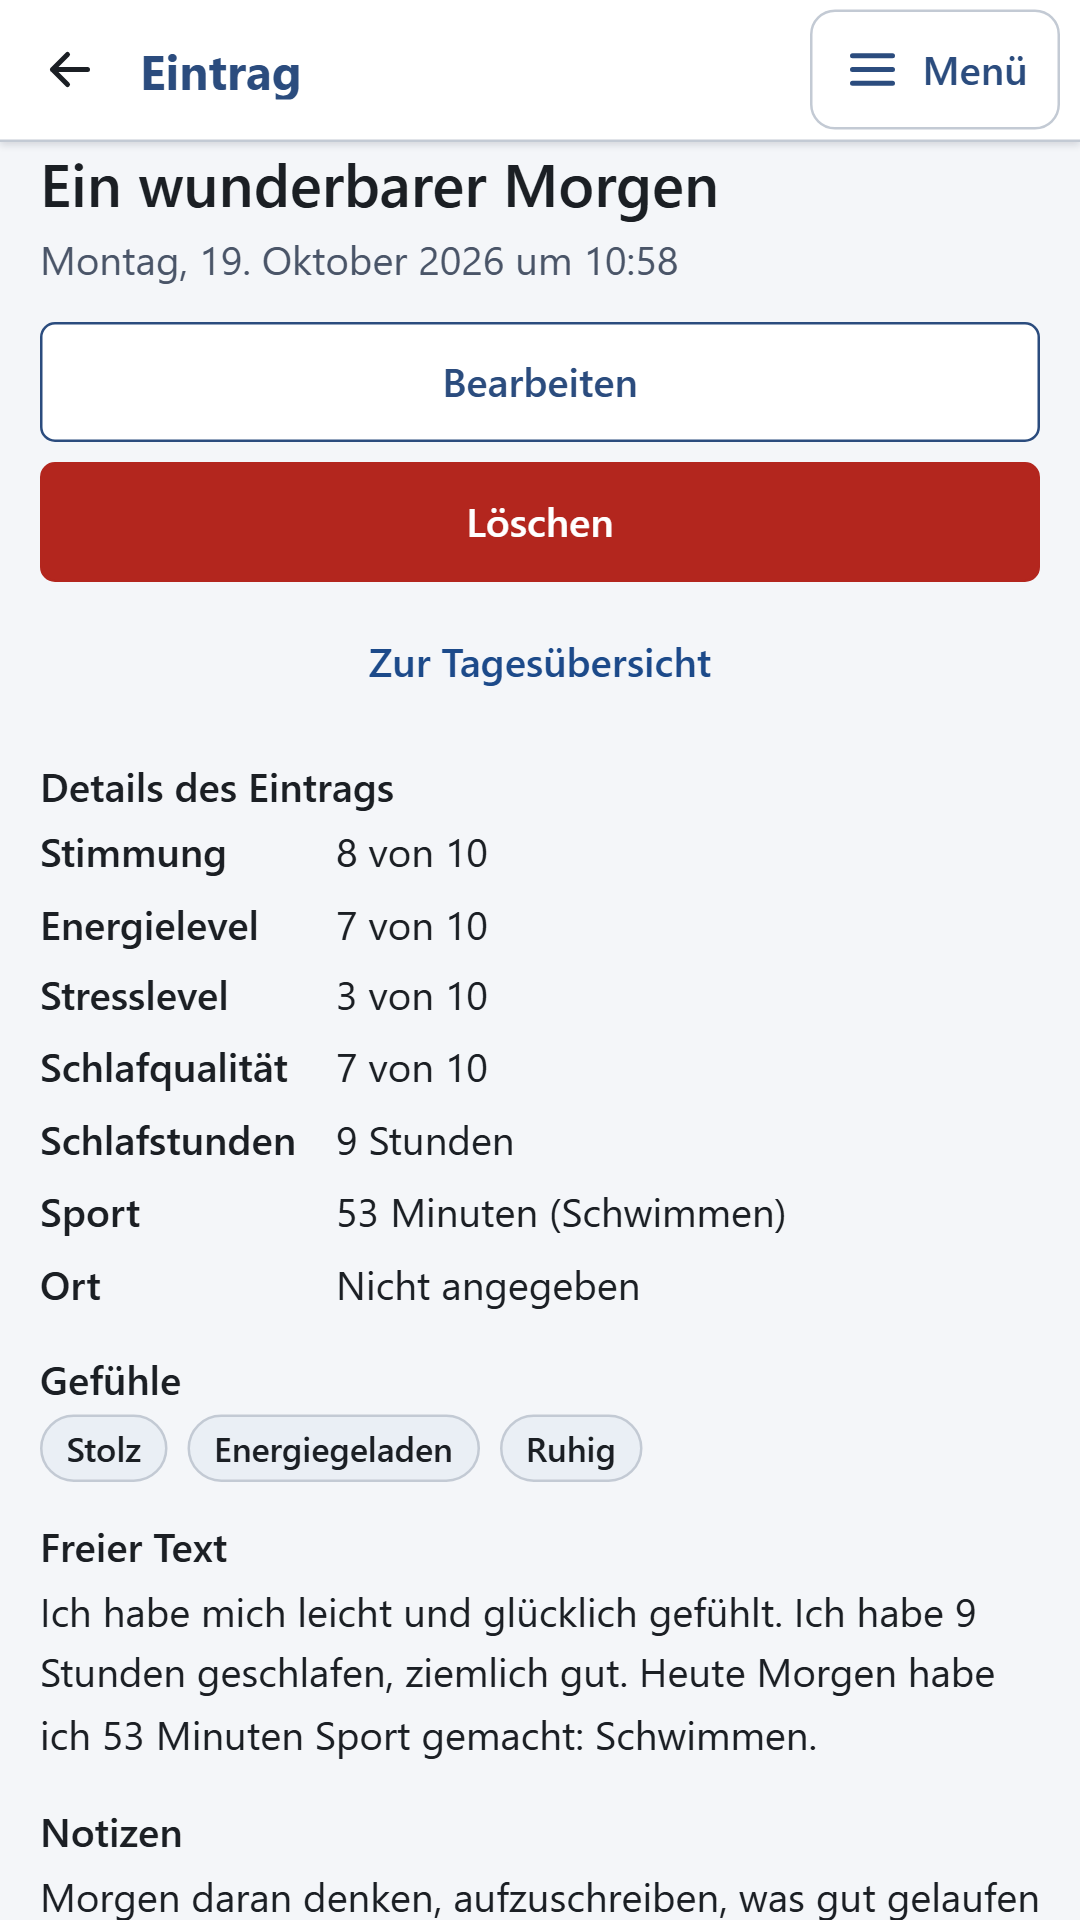 Eintrag
Menü
Ein wunderbarer Morgen
Montag, 19. Oktober 2026 um 10:58
Bearbeiten
Löschen
Zur Tagesübersicht
Details des Eintrags
Stimmung 8 von 10
Energielevel 7 von 10
Stresslevel 3 von 10
Schlafqualität 7 von 10
Schlafstunden 9 Stunden
Sport 53 Minuten (Schwimmen)
Ort Nicht angegeben
Gefühle
Stolz Energiegeladen Ruhig
Freier Text
Ich habe mich leicht und glücklich gefühlt. Ich habe 9
Stunden geschlafen, ziemlich gut. Heute Morgen habe
ich 53 Minuten Sport gemacht: Schwimmen.
Notizen
Morgen daran denken, aufzuschreiben, was gut gelaufen